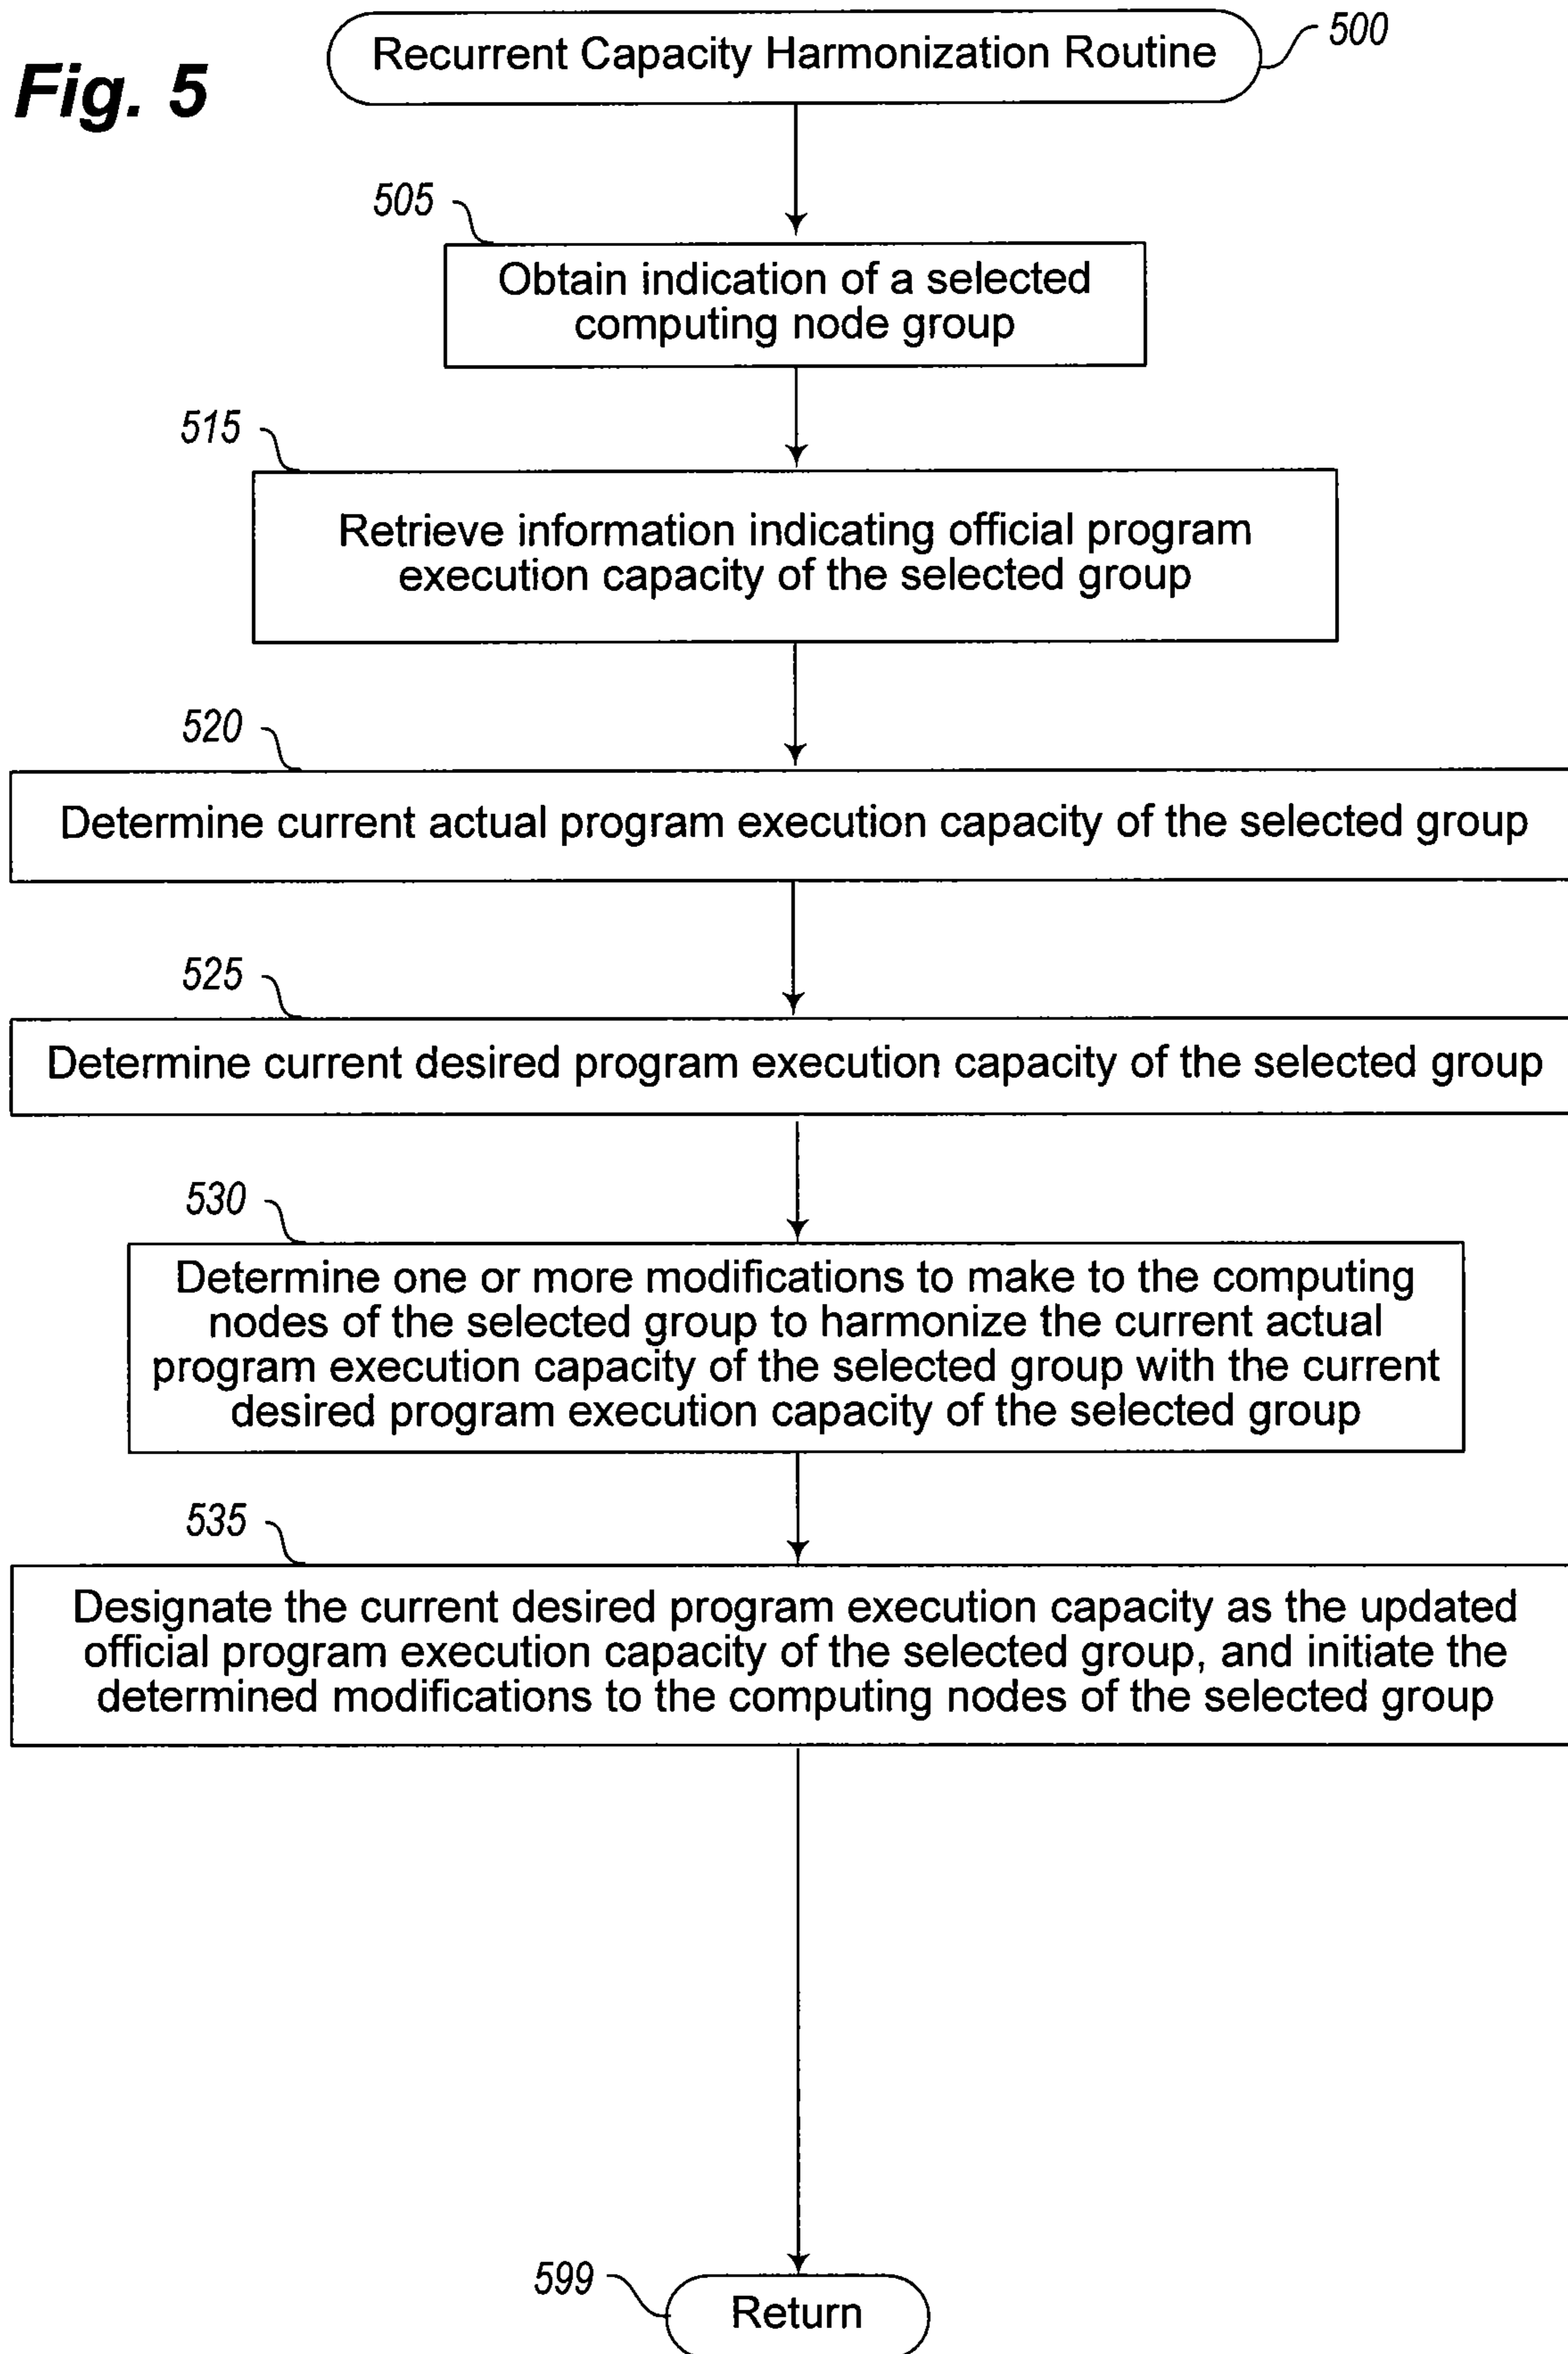 Fig. 5
Recurrent Capacity Harmonization Routine
500
505
Obtain indication of a selected
computing node group
515
Retrieve information indicating official program
execution capacity of the selected group
520
Determine current actual program execution capacity of the selected group
525
Determine current desired program execution capacity of the selected group
530
Determine one or more modifications to make to the computing
nodes of the selected group to harmonize the current actual
program execution capacity of the selected group with the current
desired program execution capacity of the selected group
535
Designate the current desired program execution capacity as the updated
official program execution capacity of the selected group, and initiate the
determined modifications to the computing nodes of the selected group
599
Return